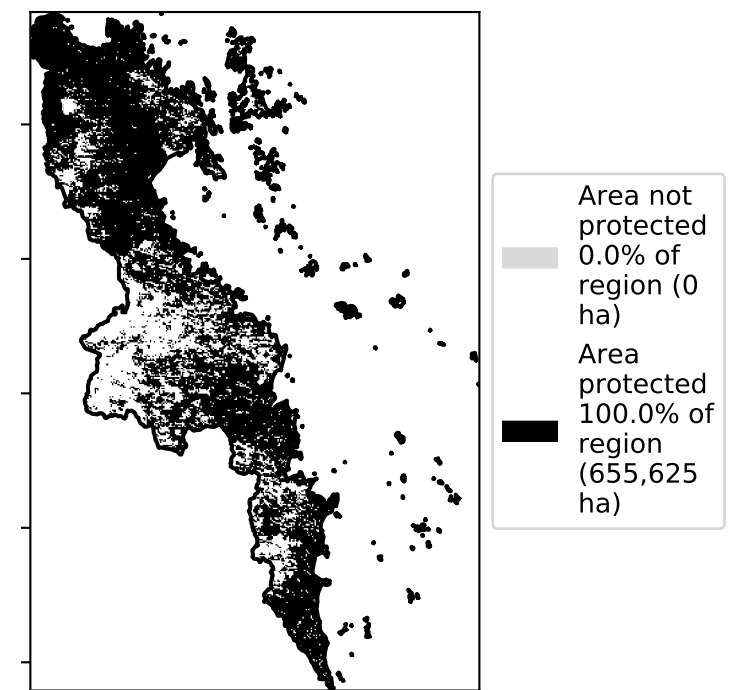 Area not
protected
0.0% of
region (0
ha)
Area
protected
100.0% of
region
(655,625
ha)